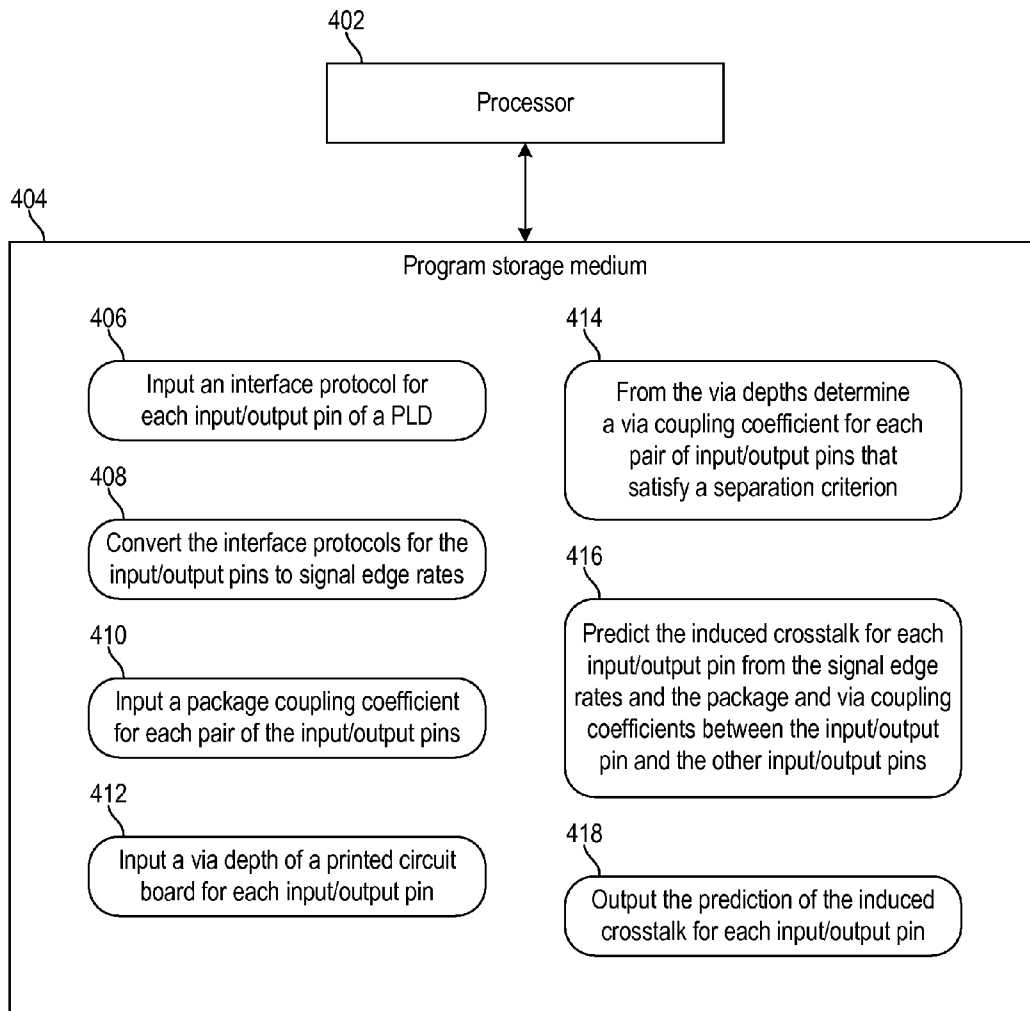 402
Processor
404
Program storage medium
406
Input an interface protocol for
each input/output pin of a PLD
408
Convert the interface protocols for the
input/output pins to signal edge rates
410
Input a package coupling coefficient
for each pair of the input/output pins
412
Input a via depth of a printed circuit
board for each input/output pin
414
From the via depths determine
a via coupling coefficient for each
pair of input/output pins that
satisfy a separation criterion
416
Predict the induced crosstalk for each
input/output pin from the signal edge
rates and the package and via coupling
coefficients between the input/output
pin and the other input/output pins
418
Output the prediction of the induced
crosstalk for each input/output pin